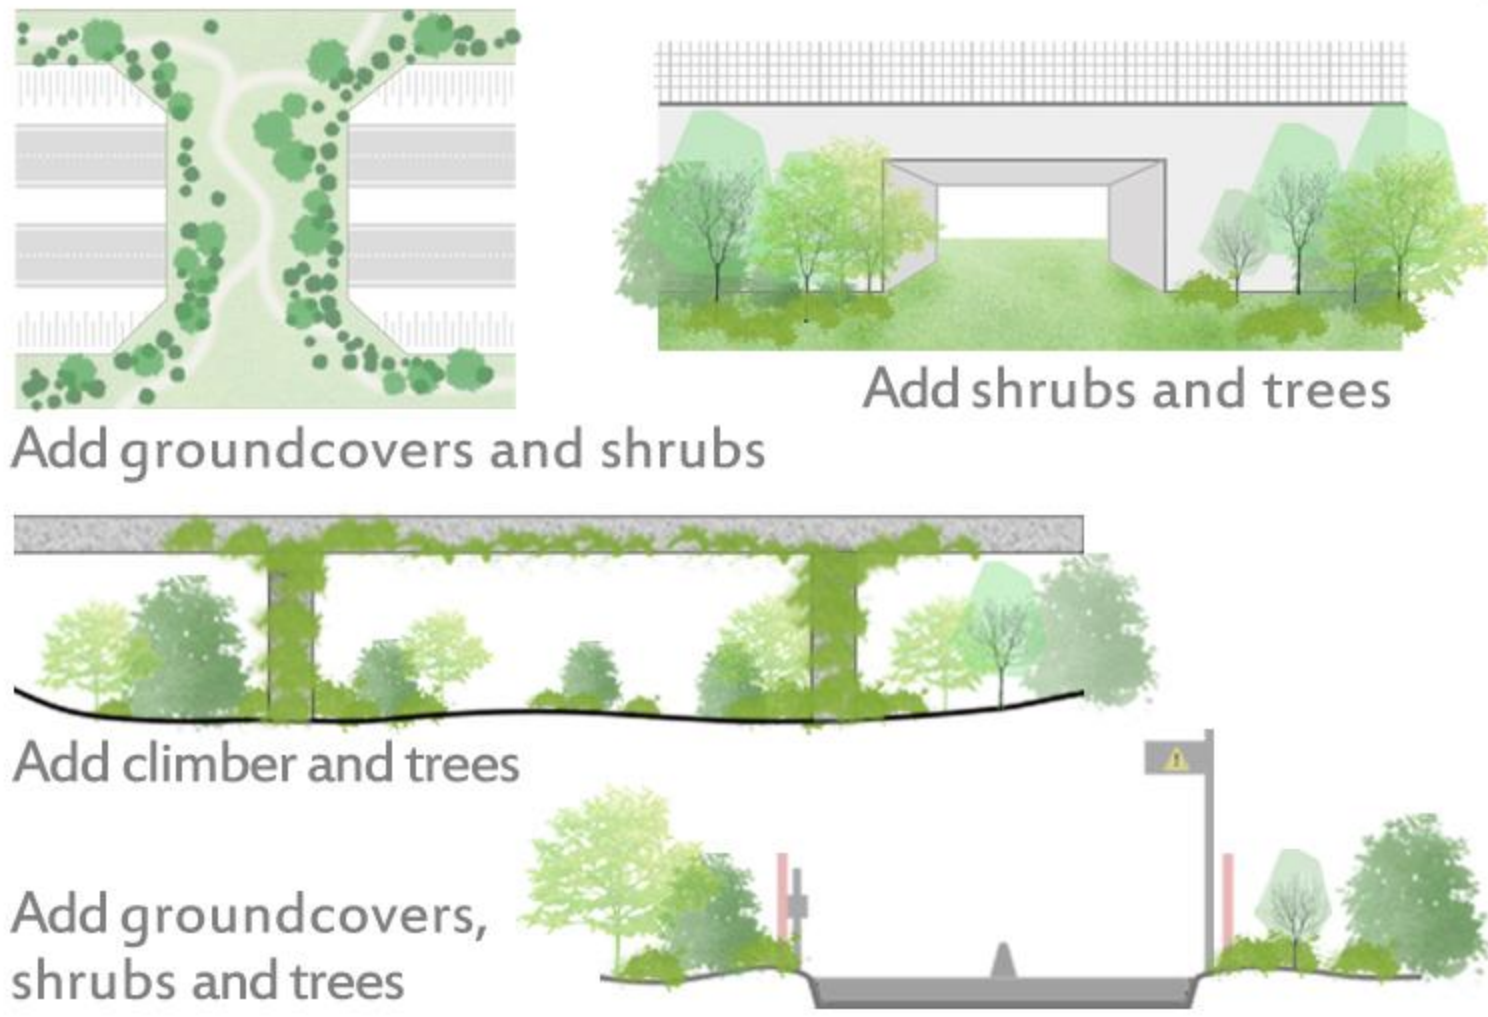 Add shrubs and trees
Add groundcovers and shrubs
Add climber and trees
!
Add groundcovers,
shrubs and trees